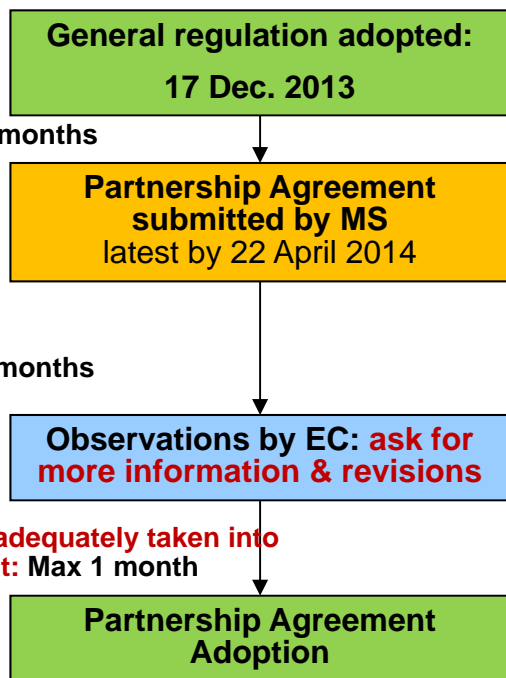 General regulation adopted:
17 Dec. 2013
months
Partnership Agreement
submitted by MS
latest by 22 April 2014
months
Observations by EC: ask for
more information & revisions
adequately taken into
t: Max 1 month
Partnership Agreement
Adoption